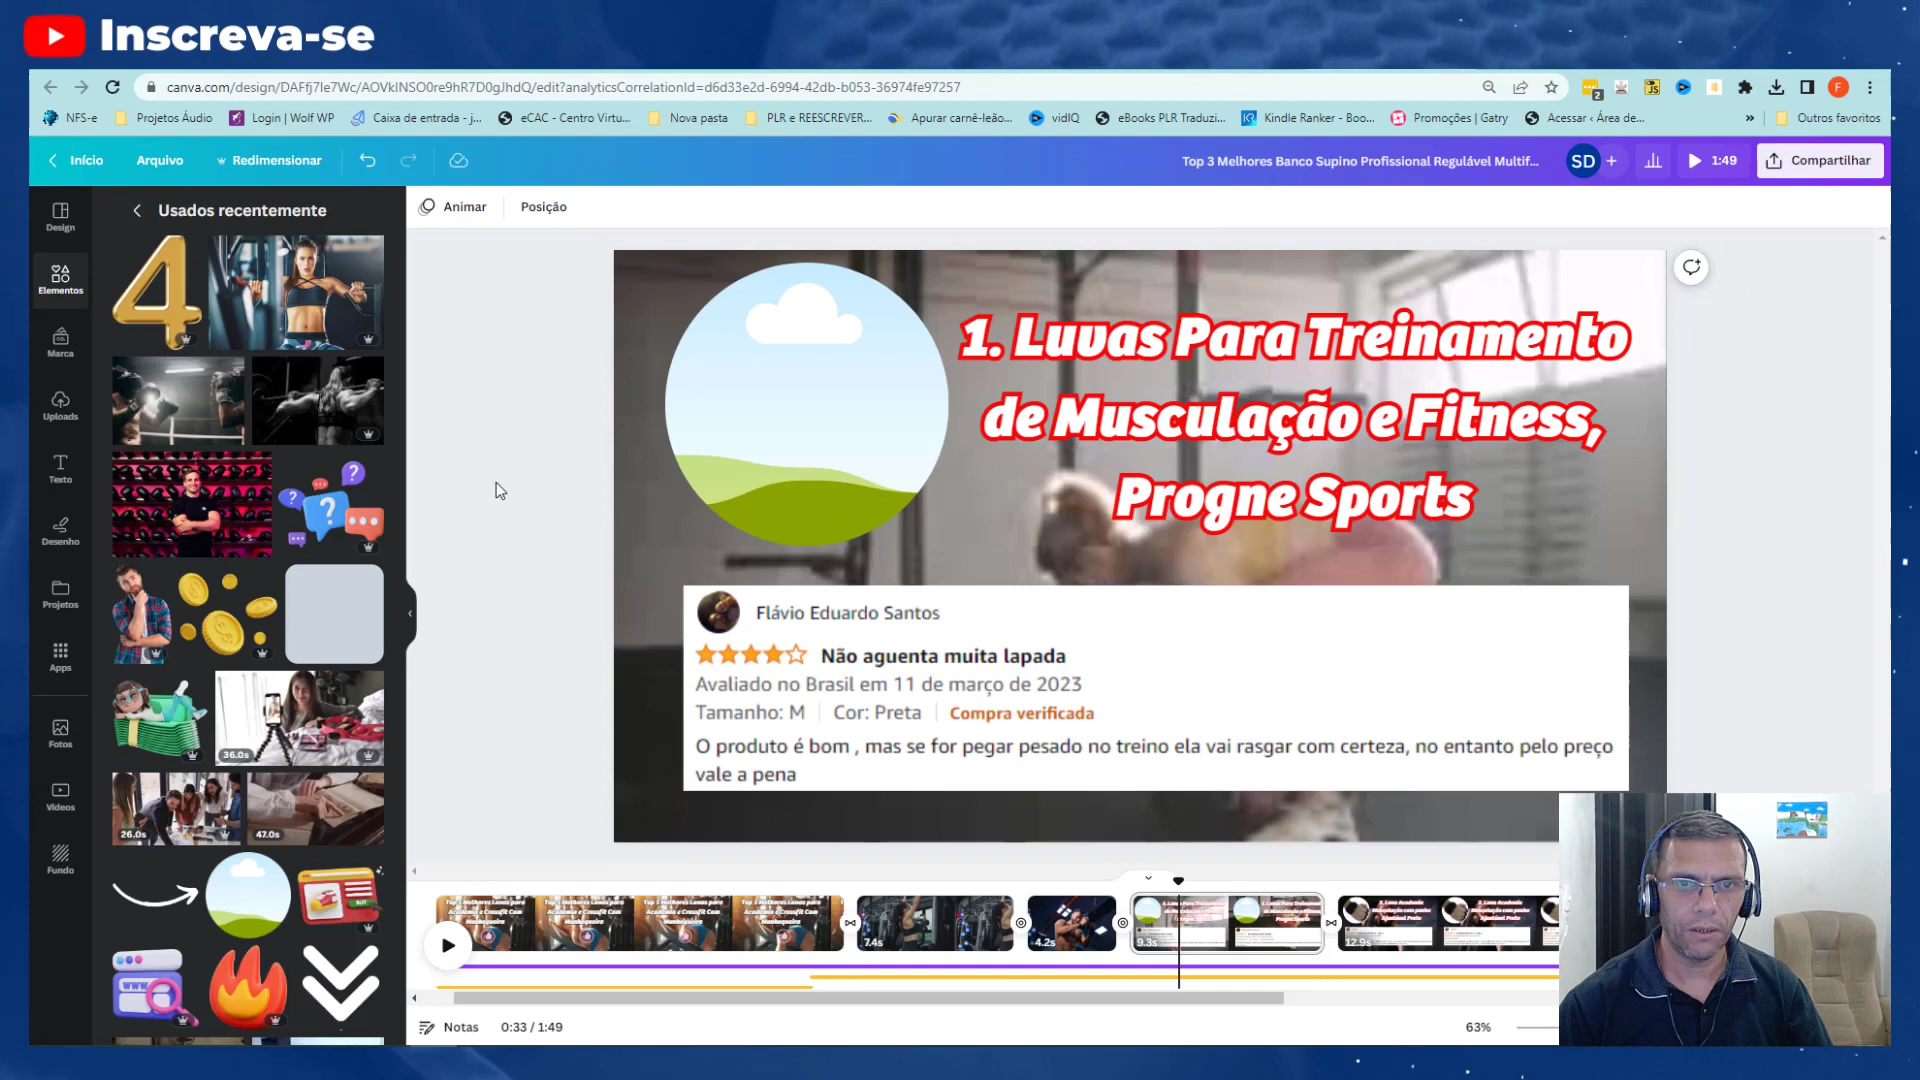 Inscreva-se
canva.com/design/DAFfj7le7Wc/AOVklNSO0re9hR7D0gJhdQ/edit?analyticsCorrelationId=d6d33e2d-6994-42db-b053-36974fe97257
2
JS
F
NFS-e
Projetos Áudio
Login | Wolf WP
Caixa de entrada - j...
eCAC - Centro Virtu...
Nova pasta
PLR e REESCREVER...
Apurar carnê-leão...
vidIQ
eBooks PLR Traduzi...
Kindle Ranker - Boo...
Promoções | Gatry
Acessar ‹ Área de...
»
Outros favoritos
Início
Arquivo
Redimensionar
Top 3 Melhores Banco Supino Profissional Regulável Multif...
SD
+
1:49
Compartilhar
Design
Elementos
Marca
Uploads
Texto
Desenho
Projetos
Apps
Fotos
Vídeos
Fundo
Usados recentemente
4
36.0s
26.0s
47.0s
BUY
WWW
Animar
Posição
1. Luvas Para Treinamento
de Musculação e Fitness,
Progne Sports
Flávio Eduardo Santos
Não aguenta muita lapada
Avaliado no Brasil em 11 de março de 2023
Tamanho: M | Cor: Preta | Compra verificada
O produto é bom , mas se for pegar pesado no treino ela vai rasgar com certeza, no entanto pelo preço
vale a pena
7.4s
4.2s
9.3s
12.9s
Notas
0:33 / 1:49
63%